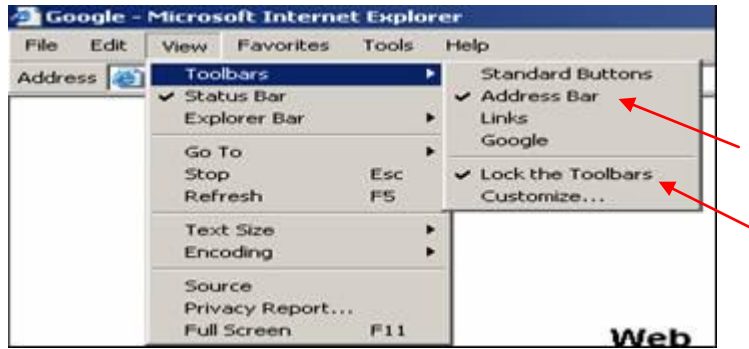 Google - Microsoft Internet Explorer
File Edit View Favorites Tools Help
Address
Toolbars
Status Bar
Explorer Bar
Go To
Stop Esc
Refresh F5
Text Size
Encoding
Source
Privacy Report...
Full Screen F11
Standard Buttons
Address Bar
Links
Google
Lock the Toolbars
Customize...
Web